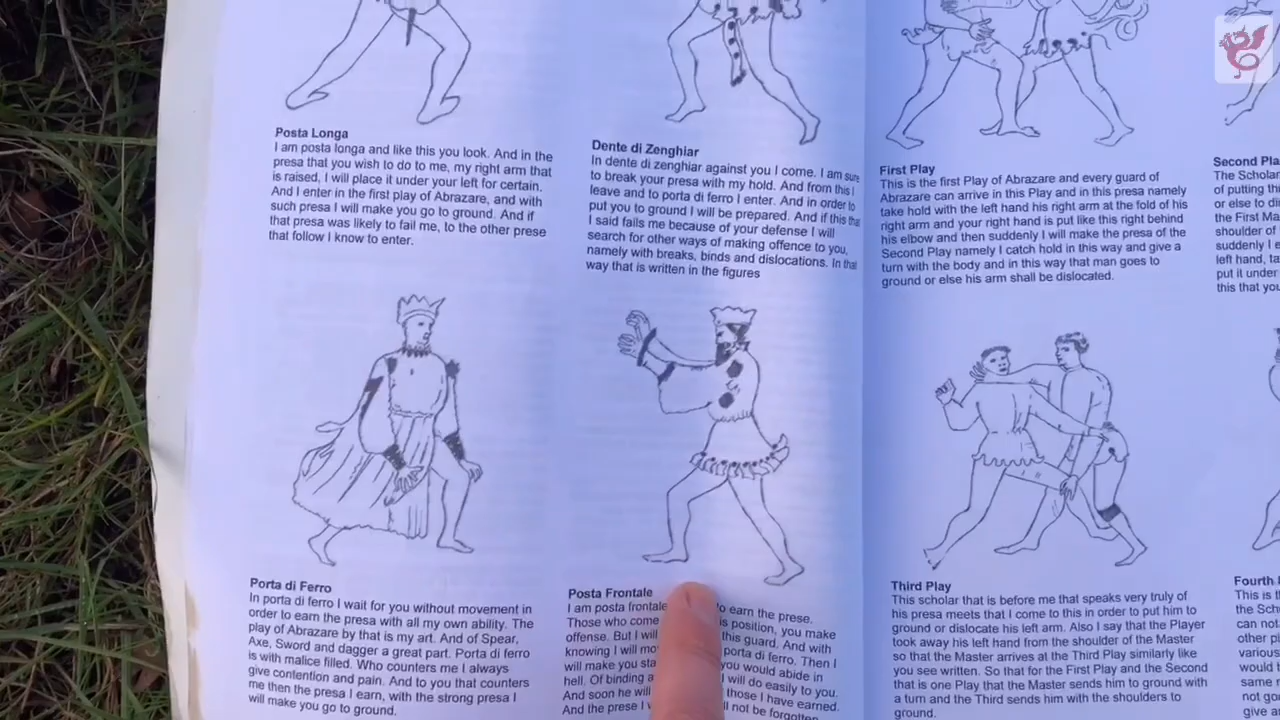 Posta Longa
I am posta longa and like this you look. And in the
presa that you wish to do to me, my right arm that
is raised, I will place it under your left for certain.
And I enter in the first play of Abrazare, and with
such presa I will make you go to ground. And if
that presa was likely to fail me, to the other prese
that follow I know to enter.
Dente di Zenghiar
In dente di zenghiar against you I come. I am sure
to break your presa with my hold. And from this I
leave and to porta di ferro I enter. And in order to
put you to ground I will be prepared. And if this that
I said fails me because of your defense I will
search for other ways of making offence to you,
namely with breaks, binds and dislocations. In that
way that is written in the figures
Porta di Ferro
In porta di ferro I wait for you without movement in
order to earn the presa with all my own ability. The
play of Abrazare by that is my art. And of Spear,
Axe, Sword and dagger a great part. Porta di ferro
is with malice filled. Who counters me I always
give contention and pain. And to you that counters
me then the presa I earn, with the strong presa I
will make you go to ground.
Posta Frontale
I am posta frontale to earn the prese.
Those who come is position, you make
offense. But I will this guard. And with
knowing I will porta di ferro. Then I
will make you you would abide in
hell. Of binding I will do easily to you.
And soon he will those I have earned.
And the prese I not be forgotten
First Play
This is the first Play of Abrazare and every guard of
Abrazare can arrive in this Play and in this presa namely
take hold with the left hand his right arm at the fold of his
right arm and your right hand is put like this right behind
his elbow and then suddenly I will make the presa of the
Second Play namely I catch hold in this way and give a
turn with the body and in this way that man goes to
ground or else his arm shall be dislocated.
Third Play
This scholar that is before me that speaks very truly of
his presa meets that I come to this in order to put him to
ground or dislocate his left arm. Also I say that the Player
took away his left hand from the shoulder of the Master
so that the Master arrives at the Third Play similarly like
you see written. So that for the First Play and the Second
that is one Play that the Master sends him to ground with
a turn and the Third sends him with the shoulders to
ground.
Second Pla
The Scholar
of putting th
or else to di
the First Ma
shoulder of
suddenly I e
left hand, ta
put it under
this that you
Fourth
This is t
the Sch
can not
other p
various
would b
same r
not go
give a